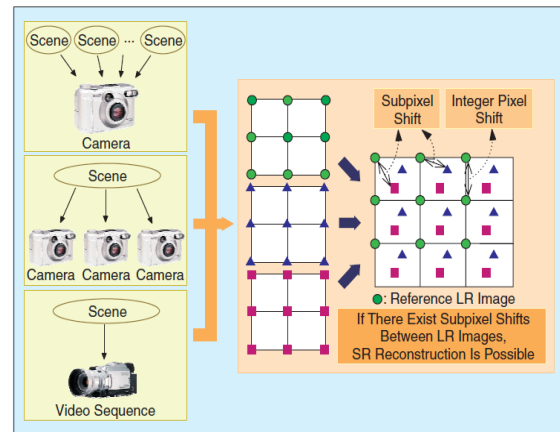 Scene Scene ... Scene
Camera
Scene
Camera Camera Camera
Scene
Video Sequence
Subpixel
Shift
Integer Pixel
Shift
: Reference LR Image
If There Exist Subpixel Shifts
Between LR Images,
SR Reconstruction Is Possible